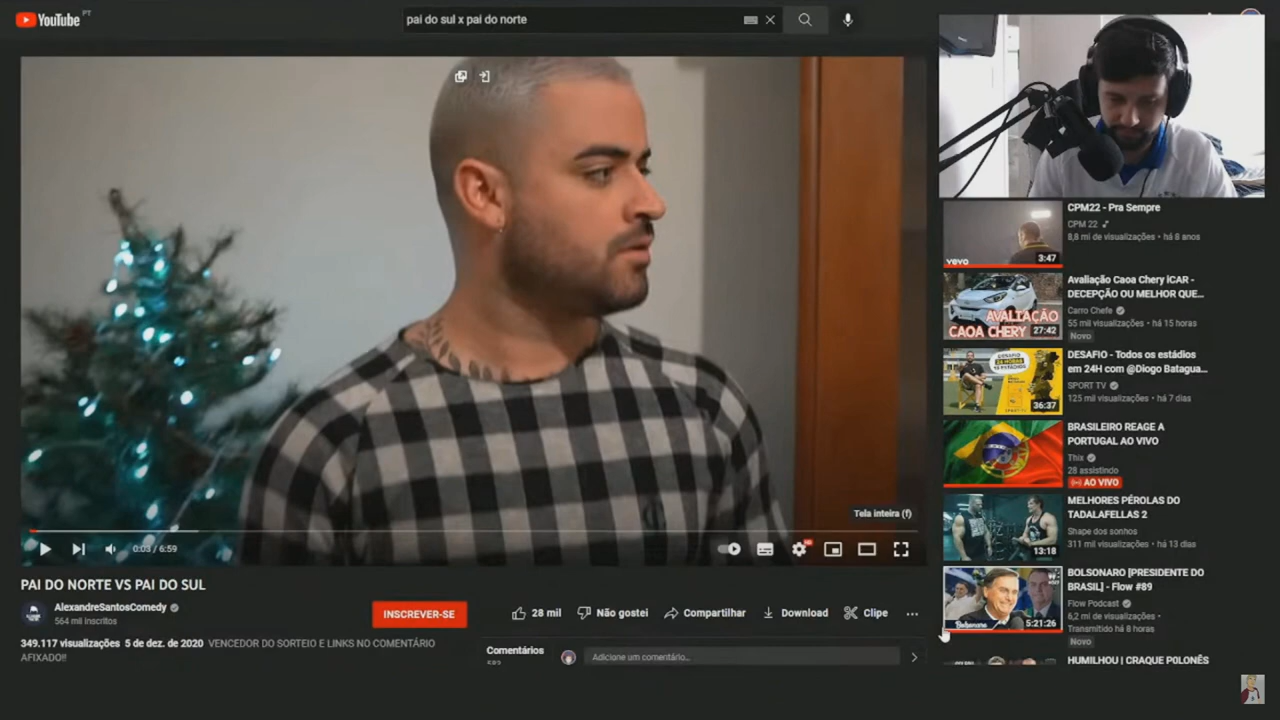 YouTube PT
pai do sul x pai do norte
Tela inteira (f)
0:03 / 6:59
PAI DO NORTE VS PAI DO SUL
AlexandreSantosComedy
564 mil inscritos
INSCREVER-SE
28 mil
Não gostei
Compartilhar
Download
Clipe
349.117 visualizações 5 de dez. de 2020 VENCEDOR DO SORTEIO E LINKS NO COMENTÁRIO
AFIXADO!!
Comentários
Adicione um comentário...
CPM22 - Pra Sempre
CPM 22
8,8 mi de visualizações • há 8 anos
vevo
3:47
Avaliação Caoa Chery iCAR -
DECEPÇÃO OU MELHOR QUE...
Carro Chefe
55 mil visualizações • há 15 horas
Novo
AVALIAÇÃO
CAOA CHERY
27:42
DESAFIO - Todos os estádios
em 24H com @Diogo Batagua...
SPORT TV
125 mil visualizações • há 7 dias
36:37
BRASILEIRO REAGE A
PORTUGAL AO VIVO
This
28 assistindo
AO VIVO
MELHORES PÉROLAS DO
TADALAFELLAS 2
Shape dos sonhos
311 mil visualizações • há 13 dias
13:18
BOLSONARO [PRESIDENTE DO
BRASIL] - Flow #89
Flow Podcast
6,2 mi de visualizações •
Transmitido há 8 horas
Novo
Bolsonaro
5:21:26
HUMILHOU | CRAQUE POLONÊS